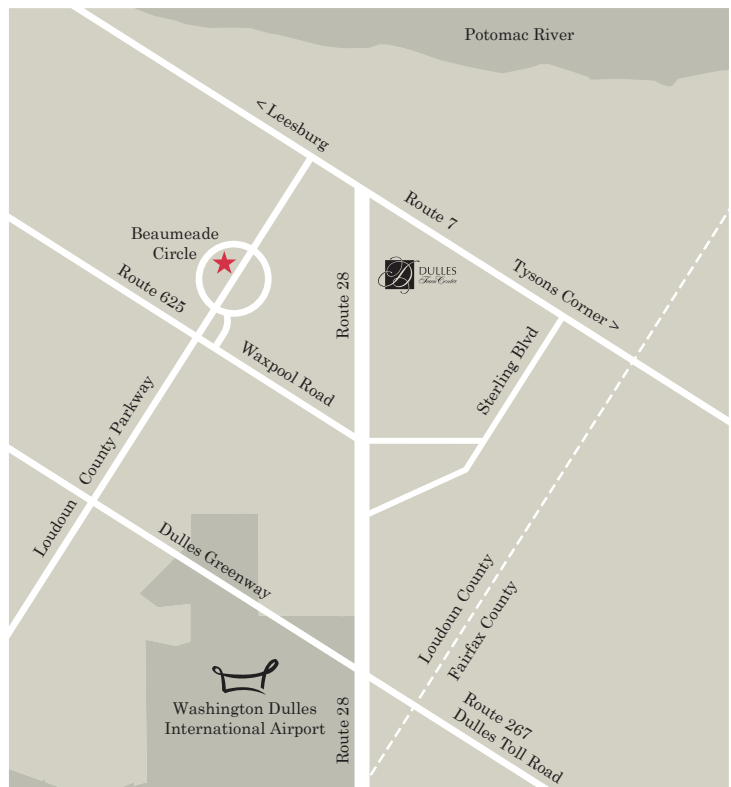 Potomac River
< Leesburg
Route 7
Beaumeade
Circle
Route 625
DULLES
Town Center
Tysons Corner >
Route 28
Sterling Blvd
Waxpool Road
Loudoun County Parkway
Dulles Greenway
Loudoun County
Fairfax County
Washington Dulles
International Airport
Route 28
Route 267
Dulles Toll Road